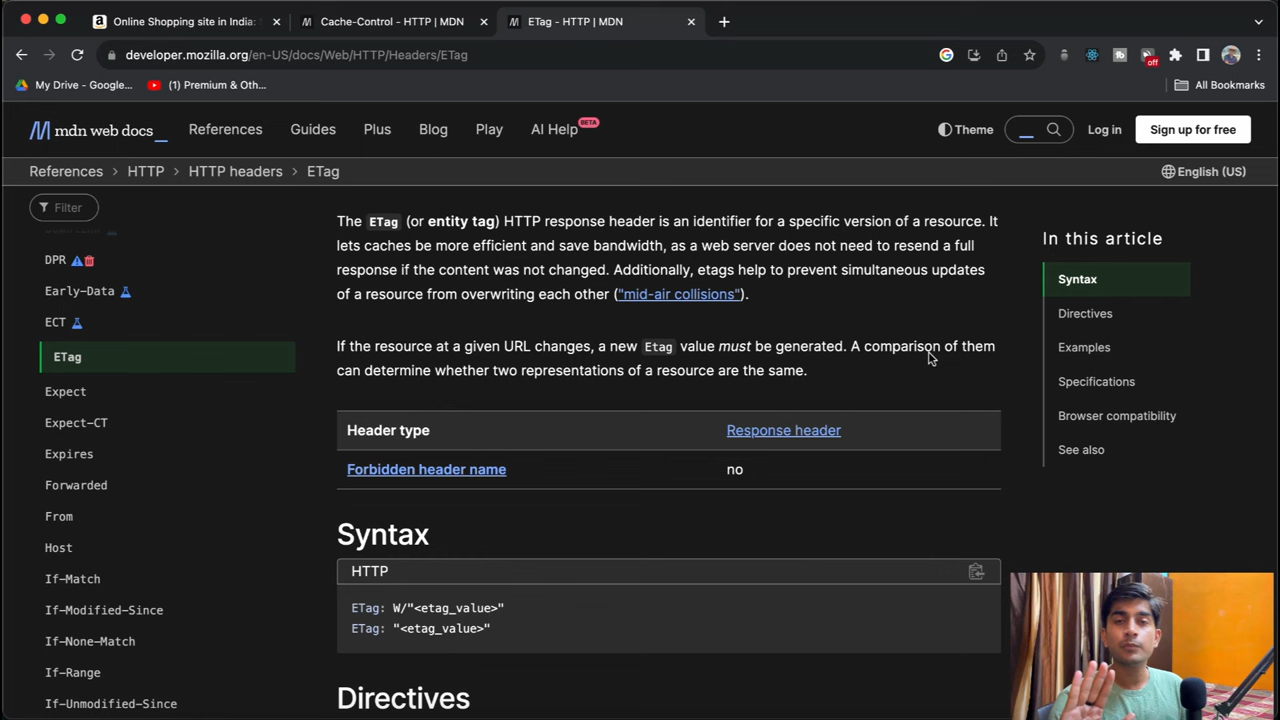 Online Shopping site in India:
Cache-Control - HTTP | MDN
ETag - HTTP | MDN
developer.mozilla.org/en-US/docs/Web/HTTP/Headers/ETag
off
My Drive - Google...
(1) Premium & Oth...
All Bookmarks
mdn web docs_
References
Guides
Plus
Blog
Play
AI Help
BETA
Theme
Log in
Sign up for free
References > HTTP > HTTP headers > ETag
English (US)
Filter
DPR
Early-Data
ECT
ETag
Expect
Expect-CT
Expires
Forwarded
From
Host
If-Match
If-Modified-Since
If-None-Match
If-Range
If-Unmodified-Since
The ETag (or entity tag) HTTP response header is an identifier for a specific version of a resource. It
lets caches be more efficient and save bandwidth, as a web server does not need to resend a full
response if the content was not changed. Additionally, etags help to prevent simultaneous updates
of a resource from overwriting each other ("mid-air collisions").
If the resource at a given URL changes, a new Etag value must be generated. A comparison of them
can determine whether two representations of a resource are the same.
Header type Response header
Forbidden header name no
Syntax
HTTP
ETag: W/"<etag_value>"
ETag: "<etag_value>"
Directives
In this article
Syntax
Directives
Examples
Specifications
Browser compatibility
See also